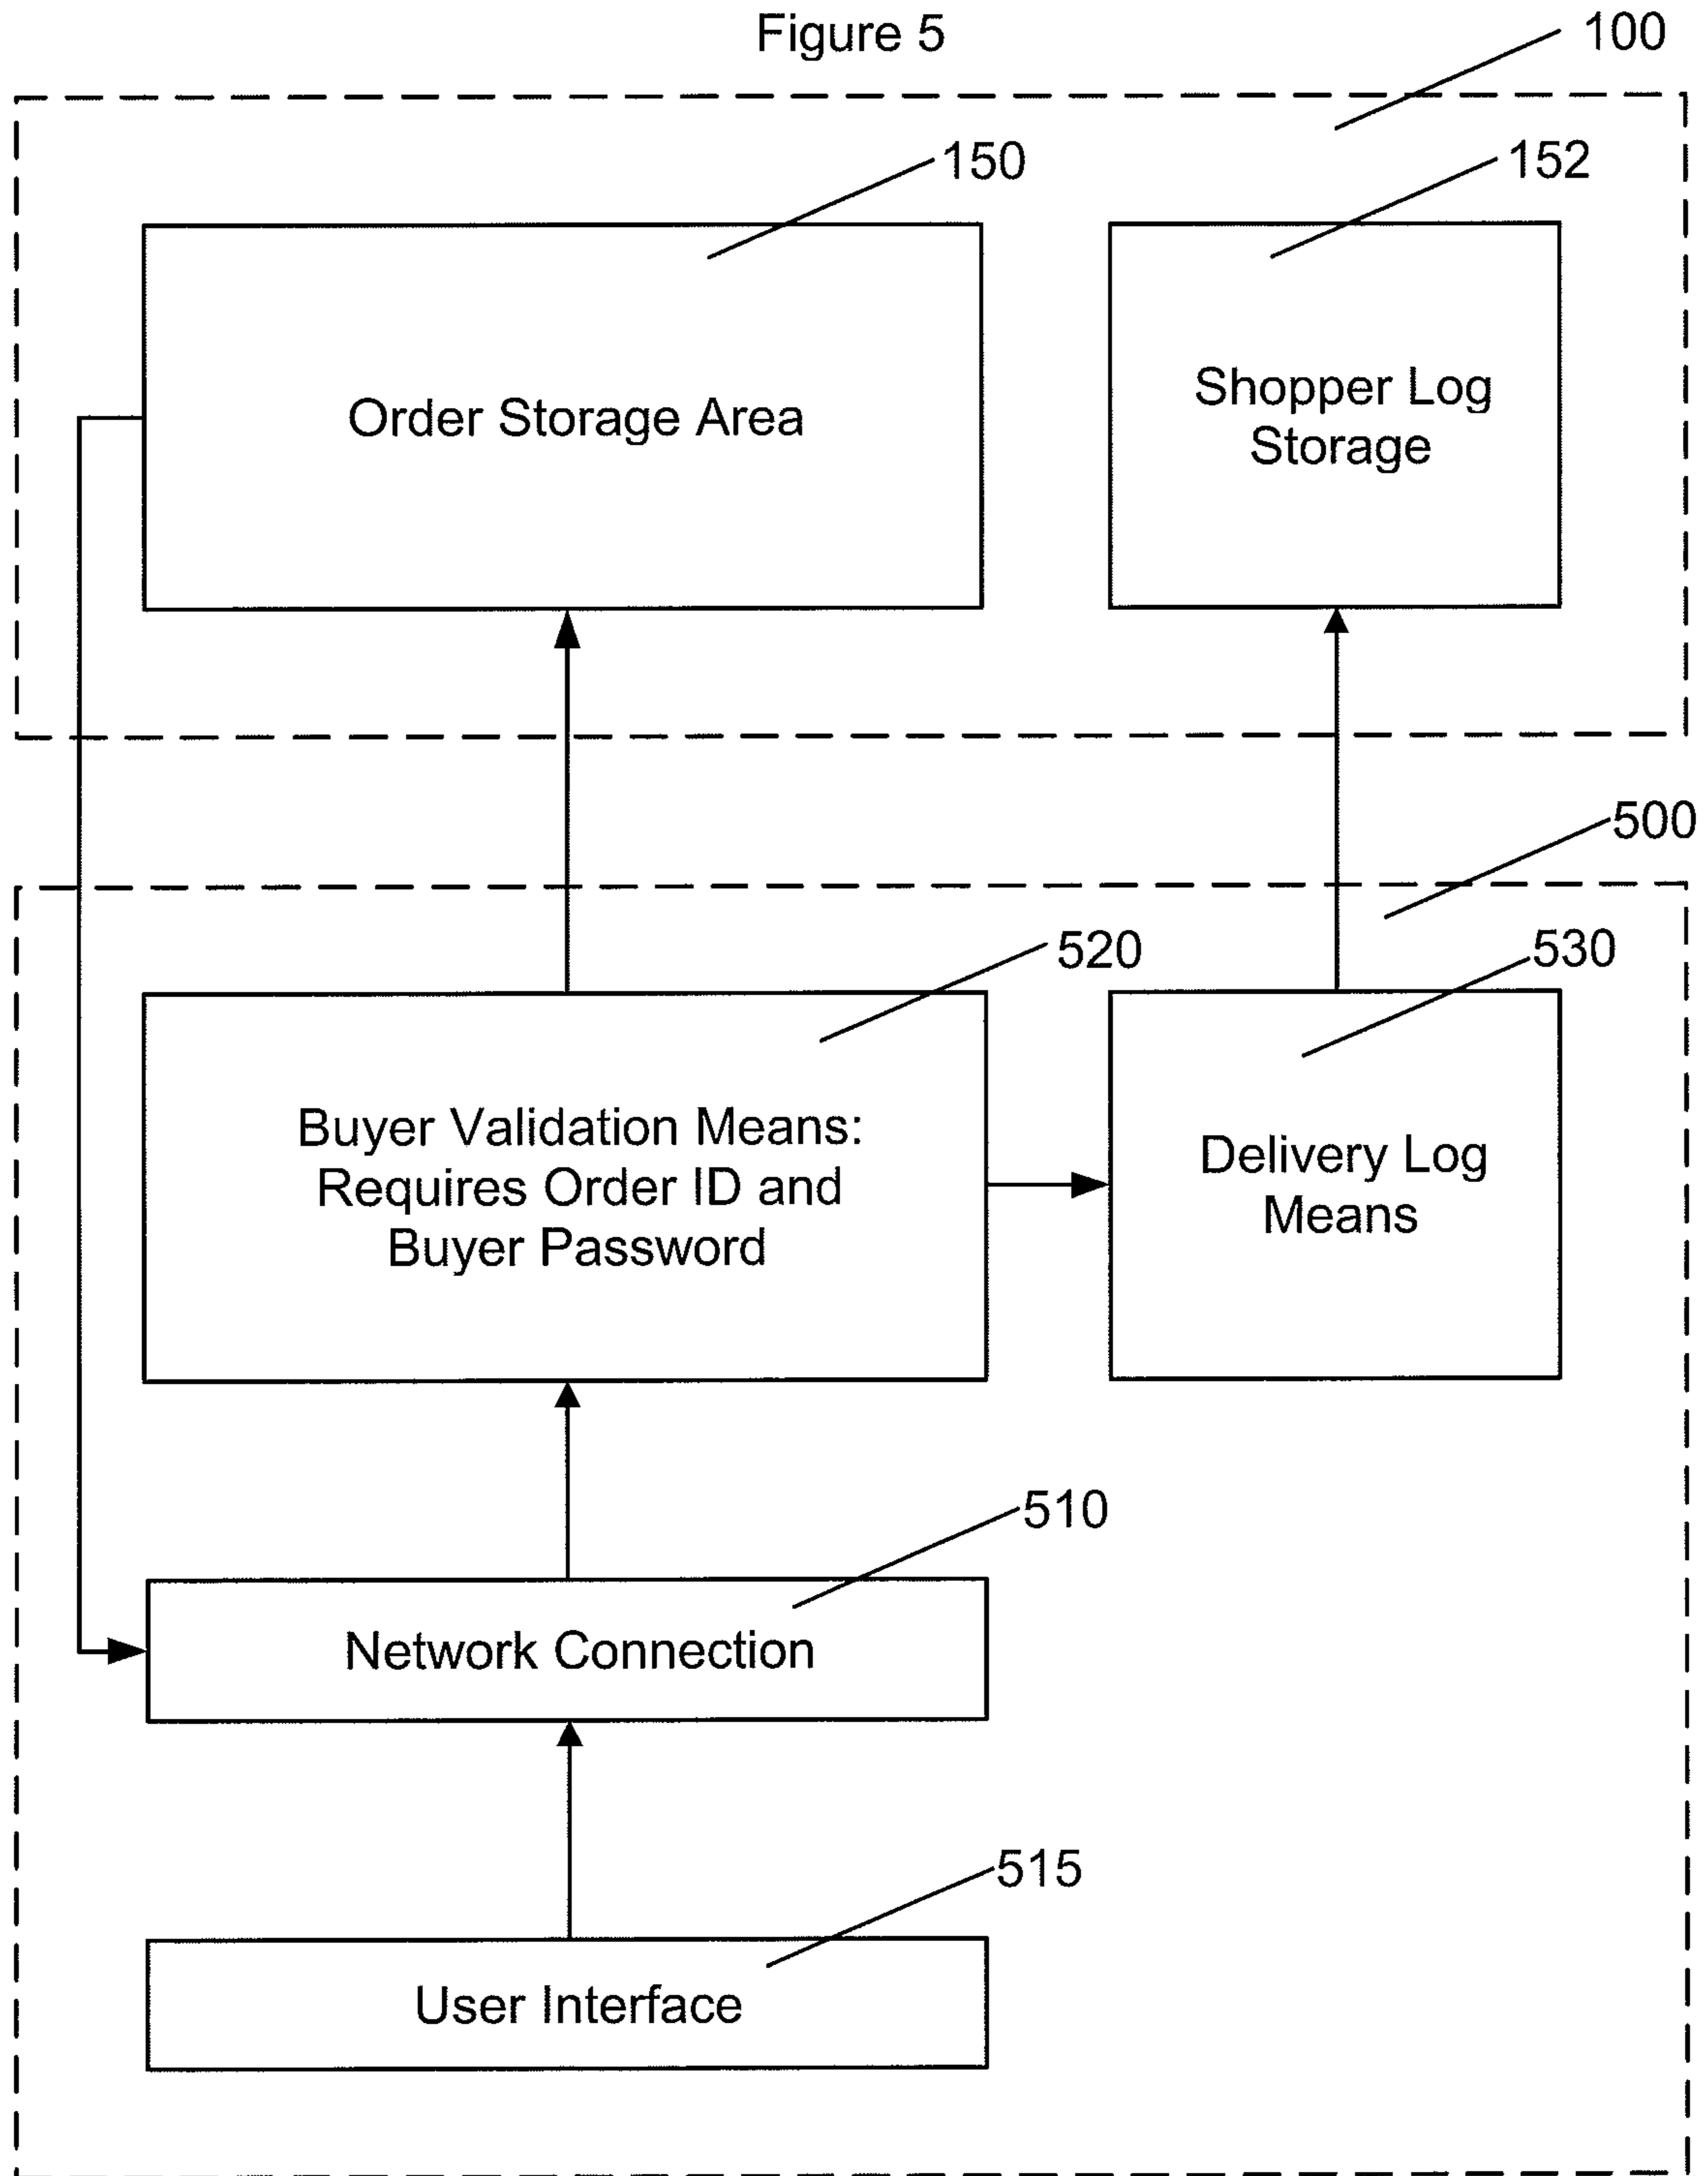 Figure 5
100
150
152
Order Storage Area
Shopper Log
Storage
500
520
530
Buyer Validation Means:
Requires Order ID and
Buyer Password
Delivery Log
Means
510
Network Connection
515
User Interface